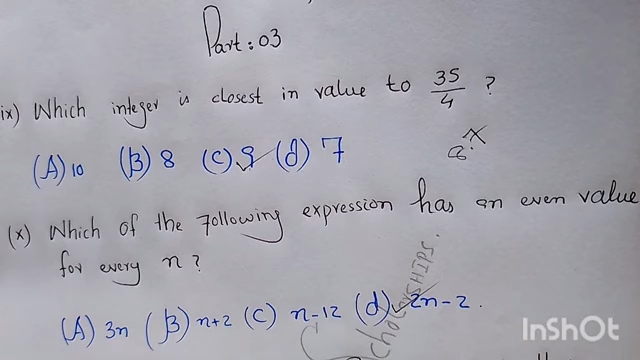 Part: 03
ix) Which integer is closest in value to 35/4 ?
(A) 10 (B) 8 (C) 9 (d) 7
(x) Which of the following expression has an even value
for every n?
(A) 3n (B) n+2 (C) n-12 (d) 2n-2.
InShOt